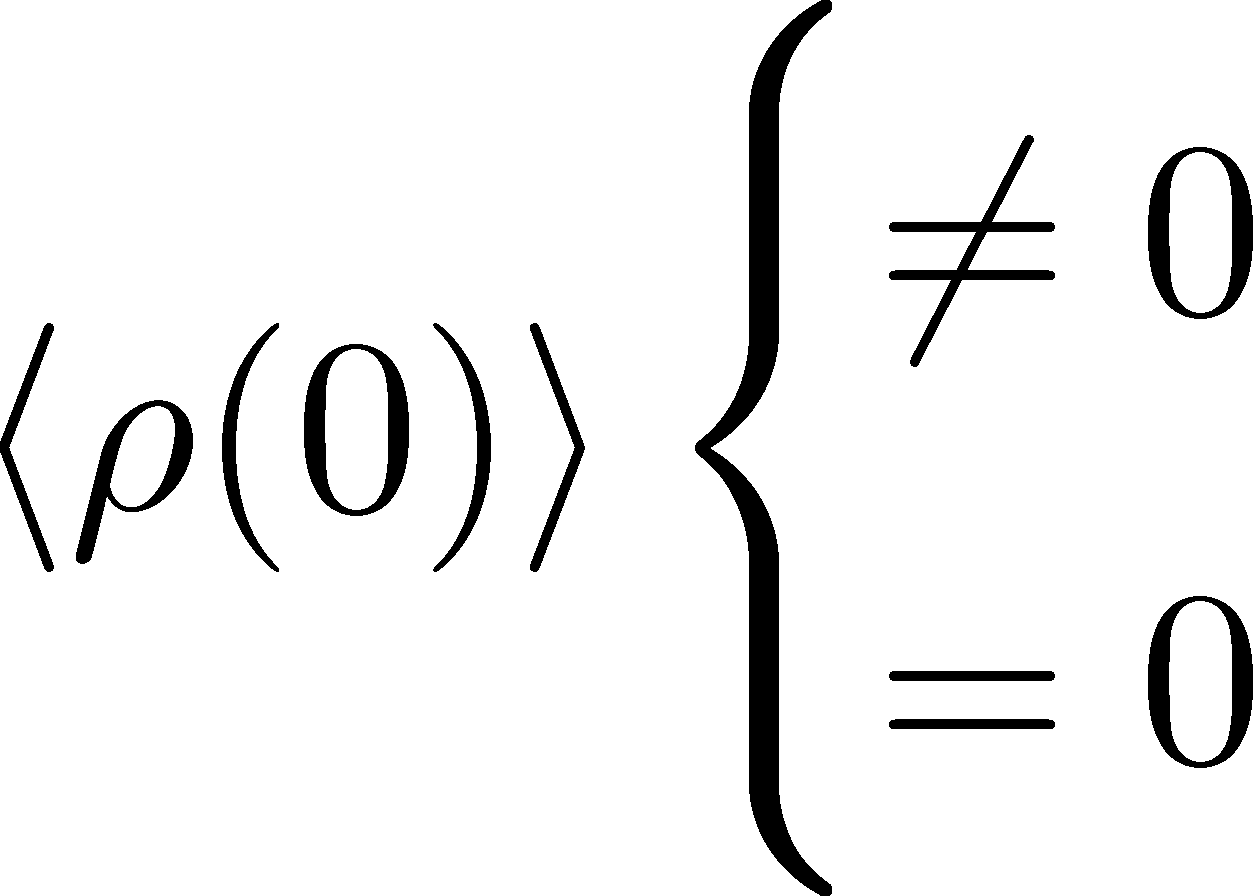 ⟨ρ(0)⟩ { ≠ 0
= 0